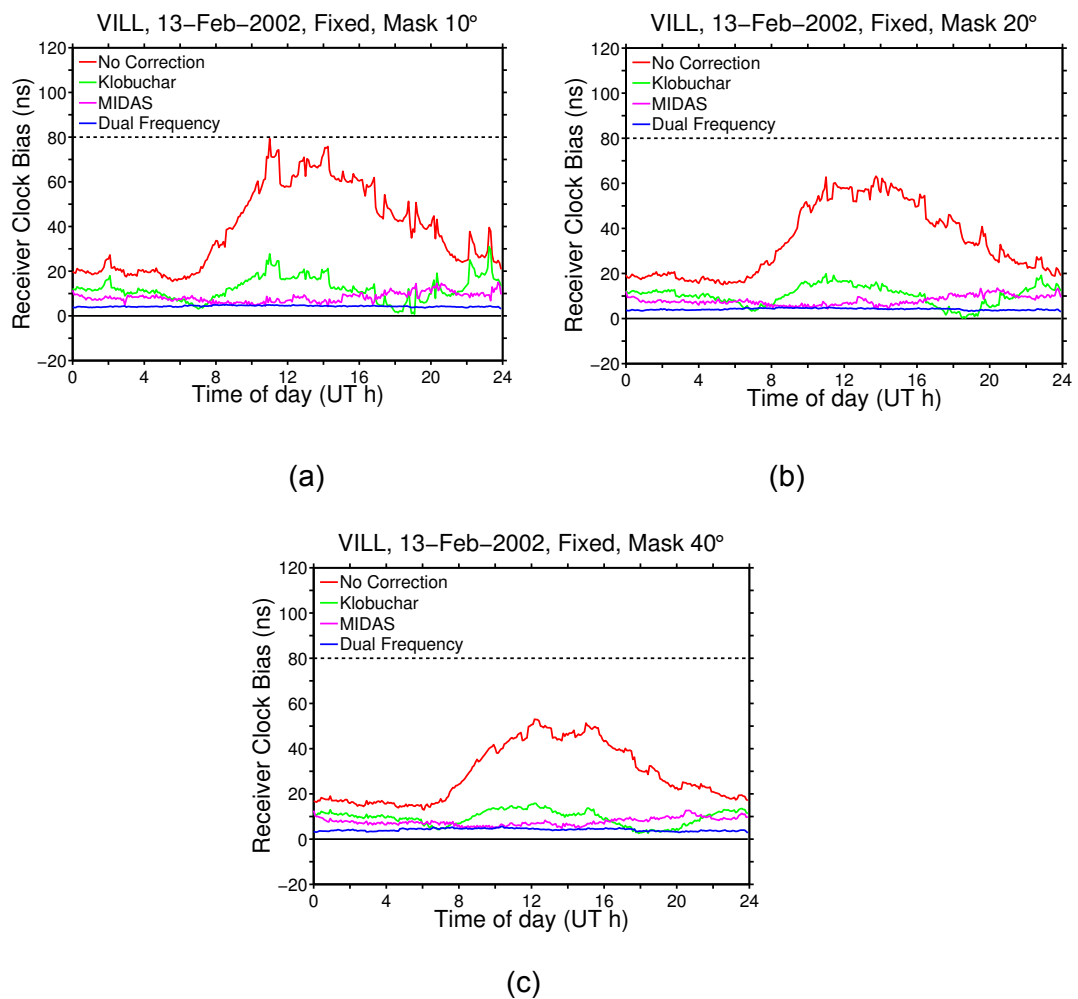 VILL, 13−Feb−2002, Fixed, Mask 10°
120
100
80
60
40
20
0
−20
Receiver Clock Bias (ns)
No Correction
Klobuchar
MIDAS
Dual Frequency
0 4 8 12 16 20 24
Time of day (UT h)
(a)
VILL, 13−Feb−2002, Fixed, Mask 20°
120
100
80
60
40
20
0
−20
Receiver Clock Bias (ns)
No Correction
Klobuchar
MIDAS
Dual Frequency
0 4 8 12 16 20 24
Time of day (UT h)
(b)
VILL, 13−Feb−2002, Fixed, Mask 40°
120
100
80
60
40
20
0
−20
Receiver Clock Bias (ns)
No Correction
Klobuchar
MIDAS
Dual Frequency
0 4 8 12 16 20 24
Time of day (UT h)
(c)